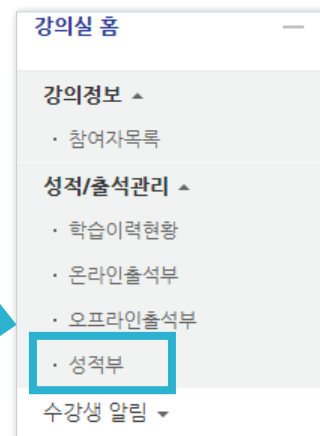 강의실 홈
강의정보
· 참여자목록
성적/출석관리
· 학습이력현황
· 온라인출석부
· 오프라인출석부
· 성적부
수강생 알림